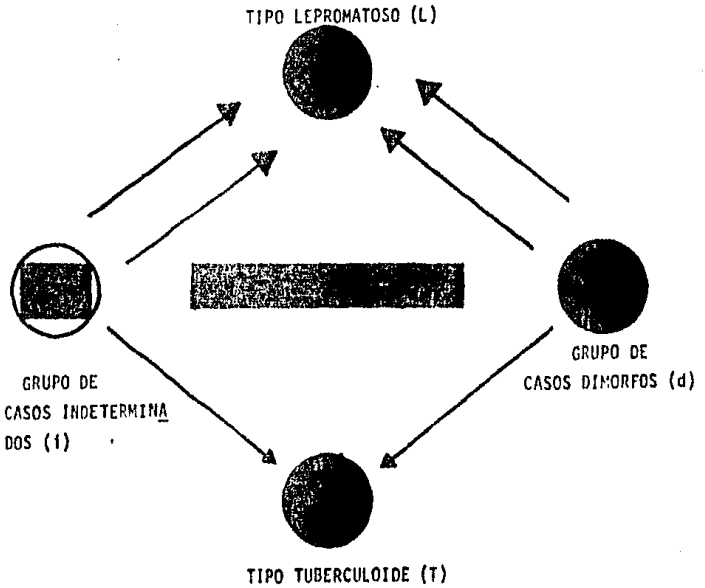 TIPO LEPROMATOSO (L)
GRUPO DE
CASOS INDETERMINA
DOS (i)
GRUPO DE
CASOS DIMORFOS (d)
TIPO TUBERCULOIDE (T)